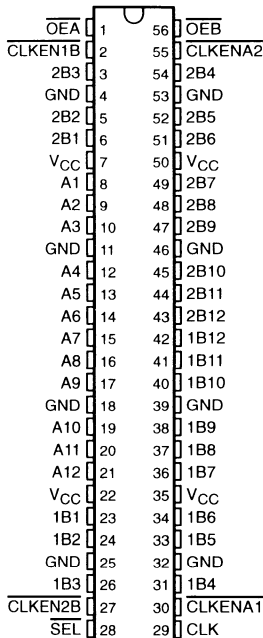 OEA 1 56 OEB
CLKEN1B 2 55 CLKENA2
2B3 3 54 2B4
GND 4 53 GND
2B2 5 52 2B5
2B1 6 51 2B6
VCC 7 50 VCC
A1 8 49 2B7
A2 9 48 2B8
A3 10 47 2B9
GND 11 46 GND
A4 12 45 2B10
A5 13 44 2B11
A6 14 43 2B12
A7 15 42 1B12
A8 16 41 1B11
A9 17 40 1B10
GND 18 39 GND
A10 19 38 1B9
A11 20 37 1B8
A12 21 36 1B7
VCC 22 35 VCC
1B1 23 34 1B6
1B2 24 33 1B5
GND 25 32 GND
1B3 26 31 1B4
CLKEN2B 27 30 CLKENA1
SEL 28 29 CLK